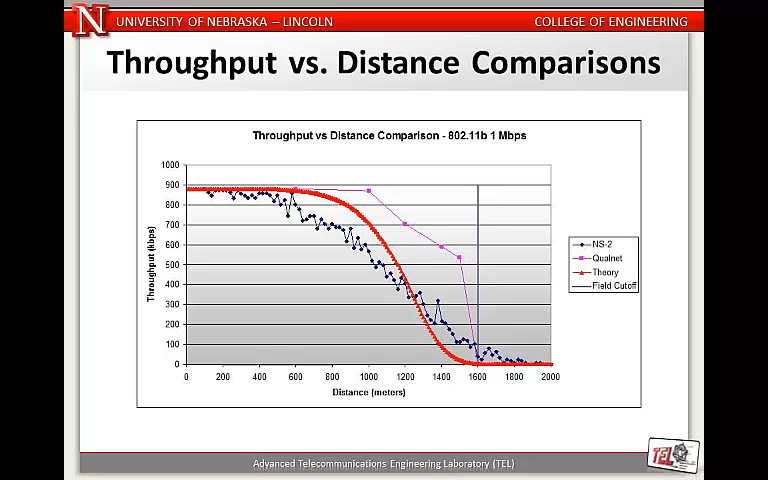 N UNIVERSITY OF NEBRASKA – LINCOLN COLLEGE OF ENGINEERING
Throughput vs. Distance Comparisons
Throughput vs Distance Comparison - 802.11b 1 Mbps
1000
900
800
700
600
500
400
300
200
100
0
Throughput (kbps)
0 200 400 600 800 1000 1200 1400 1600 1800 2000
Distance (meters)
NS-2
Qualnet
Theory
Field Cutoff
Advanced Telecommunications Engineering Laboratory (TEL)
TEL